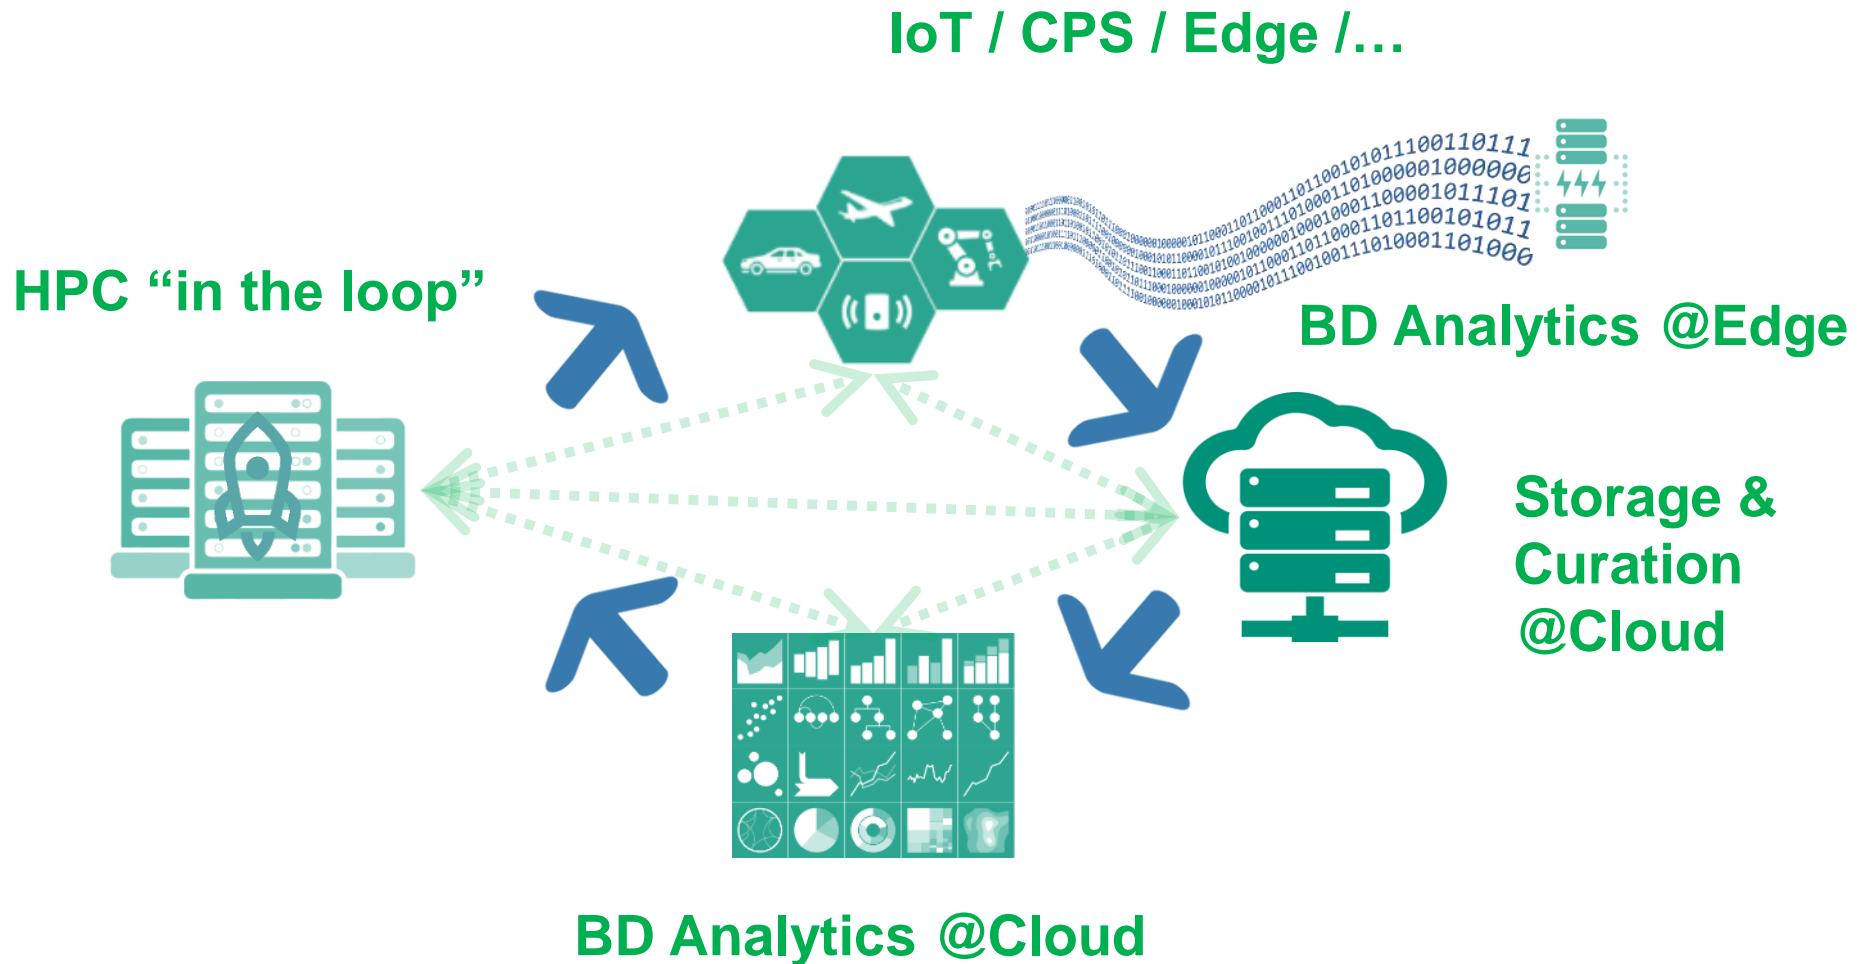 IoT / CPS / Edge /…
HPC “in the loop”
BD Analytics @Edge
Storage &
Curation
@Cloud
BD Analytics @Cloud